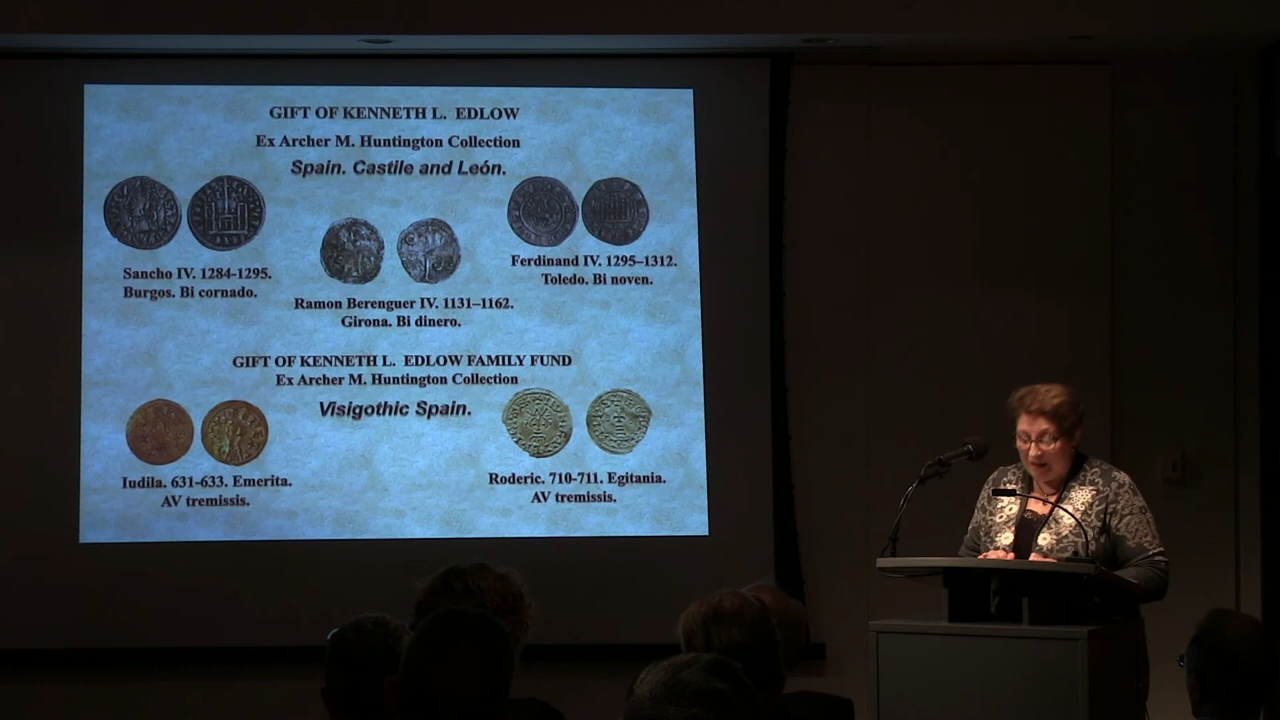 GIFT OF KENNETH L. EDLOW
Ex Archer M. Huntington Collection
Spain. Castile and León.
Sancho IV. 1284-1295.
Burgos. Bi cornado.
Ramon Berenguer IV. 1131–1162.
Girona. Bi dinero.
Ferdinand IV. 1295–1312.
Toledo. Bi noven.
GIFT OF KENNETH L. EDLOW FAMILY FUND
Ex Archer M. Huntington Collection
Visigothic Spain.
Iudila. 631-633. Emerita.
AV tremissis.
Roderic. 710-711. Egitania.
AV tremissis.